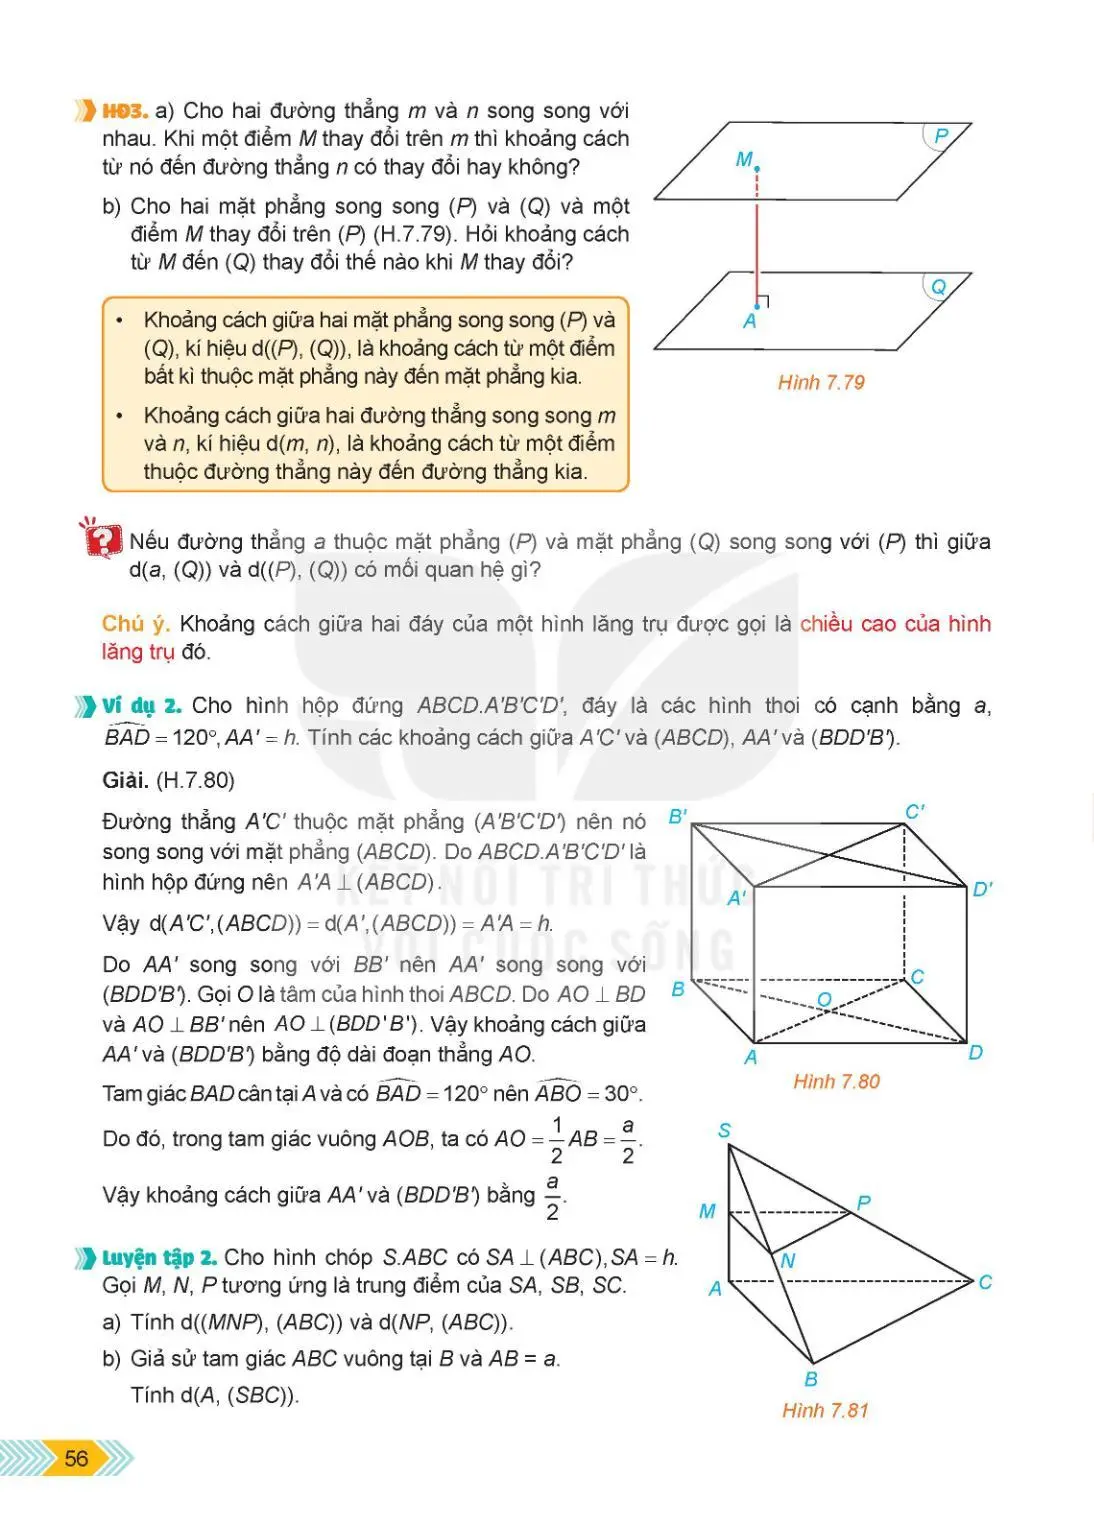 HĐ3. a) Cho hai đường thẳng m và n song song với
nhau. Khi một điểm M thay đổi trên m thì khoảng cách
từ nó đến đường thẳng n có thay đổi hay không?
b) Cho hai mặt phẳng song song (P) và (Q) và một
điểm M thay đổi trên (P) (H.7.79). Hỏi khoảng cách
từ M đến (Q) thay đổi thế nào khi M thay đổi?
P
M
Q
A
Hình 7.79
• Khoảng cách giữa hai mặt phẳng song song (P) và
(Q), kí hiệu d((P), (Q)), là khoảng cách từ một điểm
bất kì thuộc mặt phẳng này đến mặt phẳng kia.
• Khoảng cách giữa hai đường thẳng song song m
và n, kí hiệu d(m, n), là khoảng cách từ một điểm
thuộc đường thẳng này đến đường thẳng kia.
?
Nếu đường thẳng a thuộc mặt phẳng (P) và mặt phẳng (Q) song song với (P) thì giữa
d(a, (Q)) và d((P), (Q)) có mối quan hệ gì?
Chú ý. Khoảng cách giữa hai đáy của một hình lăng trụ được gọi là chiều cao của hình
lăng trụ đó.
Ví dụ 2. Cho hình hộp đứng ABCD.A'B'C'D', đáy là các hình thoi có cạnh bằng a,
$\widehat{BAD}$ = 120°, AA' = h. Tính các khoảng cách giữa A'C' và (ABCD), AA' và (BDD'B').
Giải. (H.7.80)
Đường thẳng A'C' thuộc mặt phẳng (A'B'C'D') nên nó
song song với mặt phẳng (ABCD). Do ABCD.A'B'C'D' là
hình hộp đứng nên A'A ⊥ (ABCD).
Vậy d(A'C',(ABCD)) = d(A',(ABCD)) = A'A = h.
Do AA' song song với BB' nên AA' song song với
(BDD'B'). Gọi O là tâm của hình thoi ABCD. Do AO ⊥ BD
và AO ⊥ BB' nên AO ⊥ (BDD'B'). Vậy khoảng cách giữa
AA' và (BDD'B') bằng độ dài đoạn thẳng AO.
Tam giác BAD cân tại A và có $\widehat{BAD}$ = 120° nên $\widehat{ABO}$ = 30°.
Do đó, trong tam giác vuông AOB, ta có AO = $\frac{1}{2}$AB = $\frac{a}{2}$.
Vậy khoảng cách giữa AA' và (BDD'B') bằng $\frac{a}{2}$.
B'
C'
A'
D'
B
C
O
A
D
Hình 7.80
KẾT NỐI TRI THỨC
VỚI CUỘC SỐNG
Luyện tập 2. Cho hình chóp S.ABC có SA ⊥ (ABC), SA = h.
Gọi M, N, P tương ứng là trung điểm của SA, SB, SC.
a) Tính d((MNP), (ABC)) và d(NP, (ABC)).
b) Giả sử tam giác ABC vuông tại B và AB = a.
Tính d(A, (SBC)).
S
M
P
N
A
C
B
Hình 7.81
56